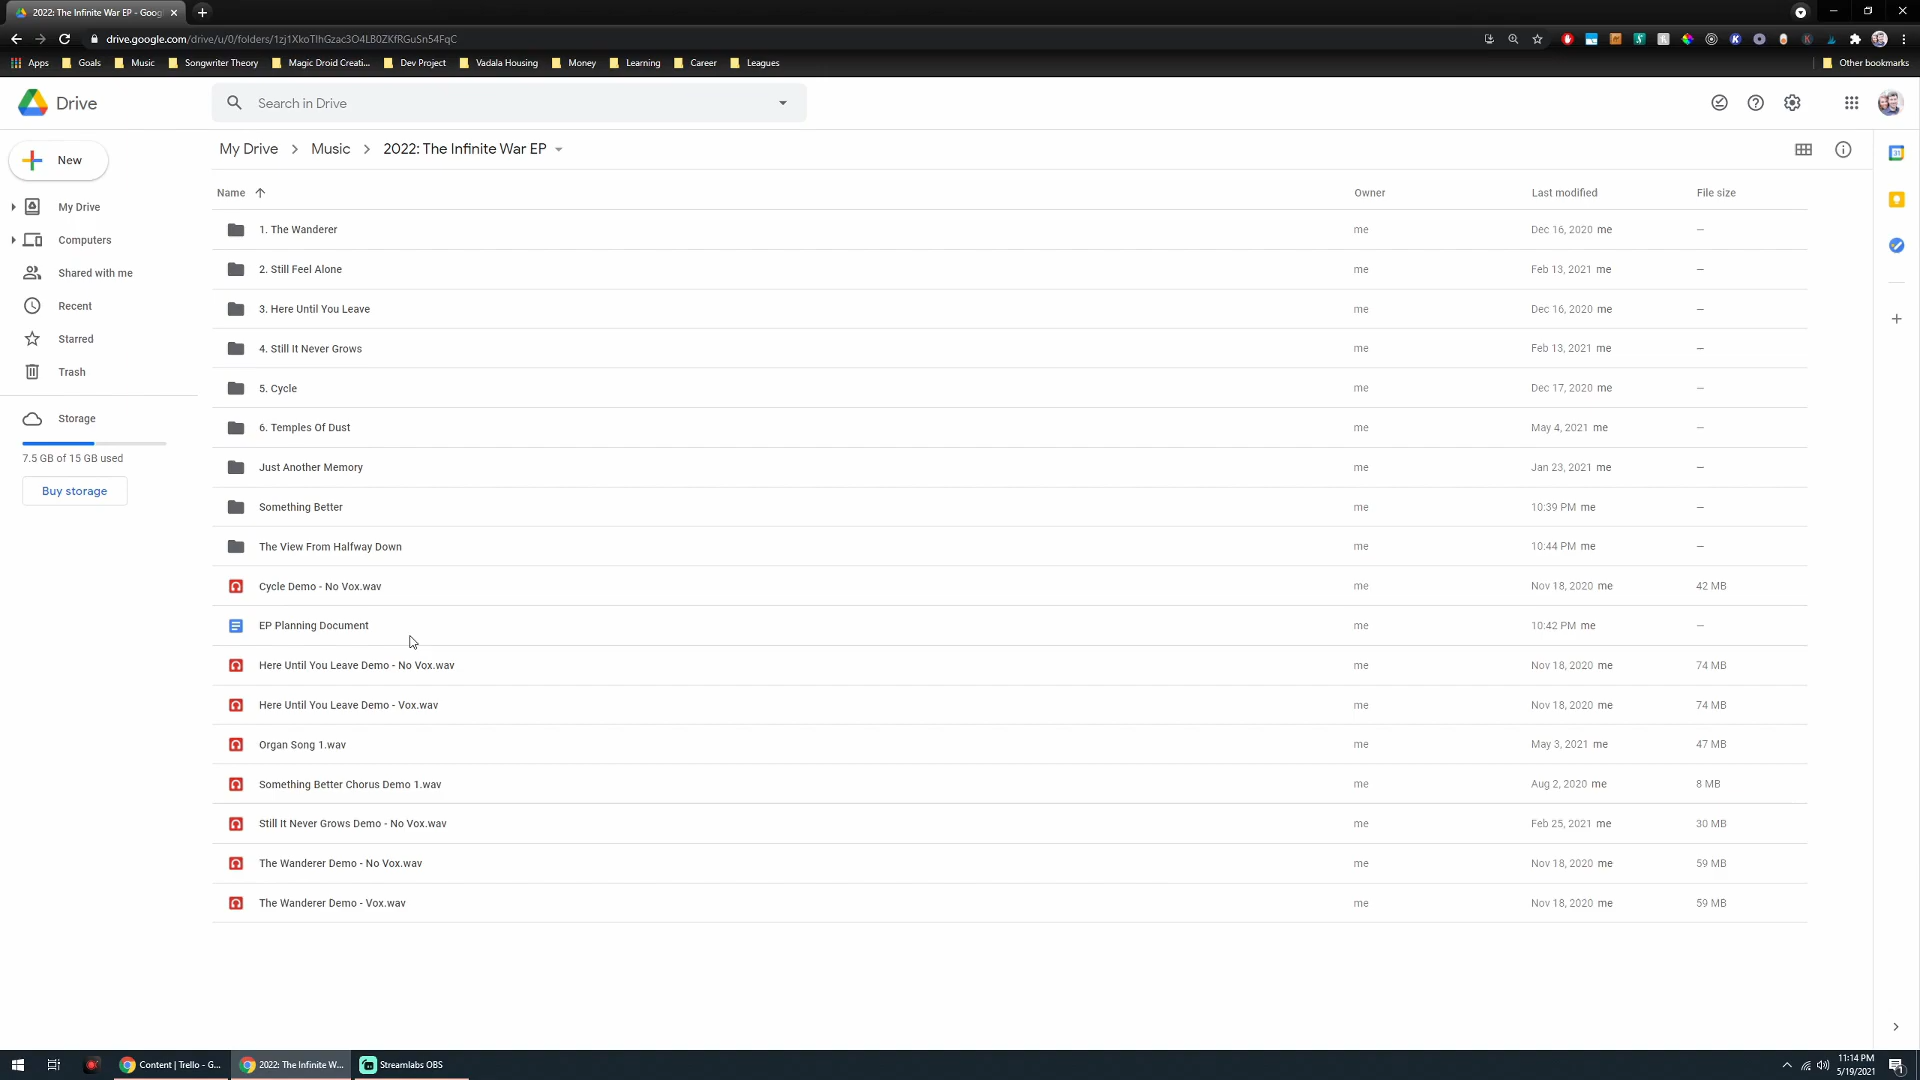 2022: The Infinite War EP - Goog
drive.google.com/drive/u/0/folders/1zj1XkoTIhGzac3O4LB0ZKfRGuSn54FqC
Apps Goals Music Songwriter Theory Magic Droid Creati... Dev Project Vadala Housing Money Learning Career Leagues Other bookmarks
Drive Search in Drive
My Drive Music 2022: The Infinite War EP
New
Name Owner Last modified File size
My Drive
Computers
Shared with me
Recent
Starred
Trash
Storage
7.5 GB of 15 GB used
Buy storage
1. The Wanderer me Dec 16, 2020 me –
2. Still Feel Alone me Feb 13, 2021 me –
3. Here Until You Leave me Dec 16, 2020 me –
4. Still It Never Grows me Feb 13, 2021 me –
5. Cycle me Dec 17, 2020 me –
6. Temples Of Dust me May 4, 2021 me –
Just Another Memory me Jan 23, 2021 me –
Something Better me 10:39 PM me –
The View From Halfway Down me 10:44 PM me –
Cycle Demo - No Vox.wav me Nov 18, 2020 me 42 MB
EP Planning Document me 10:42 PM me –
Here Until You Leave Demo - No Vox.wav me Nov 18, 2020 me 74 MB
Here Until You Leave Demo - Vox.wav me Nov 18, 2020 me 74 MB
Organ Song 1.wav me May 3, 2021 me 47 MB
Something Better Chorus Demo 1.wav me Aug 2, 2020 me 8 MB
Still It Never Grows Demo - No Vox.wav me Feb 25, 2021 me 30 MB
The Wanderer Demo - No Vox.wav me Nov 18, 2020 me 59 MB
The Wanderer Demo - Vox.wav me Nov 18, 2020 me 59 MB
Content | Trello - G... 2022: The Infinite W... Streamlabs OBS
11:14 PM
5/19/2021